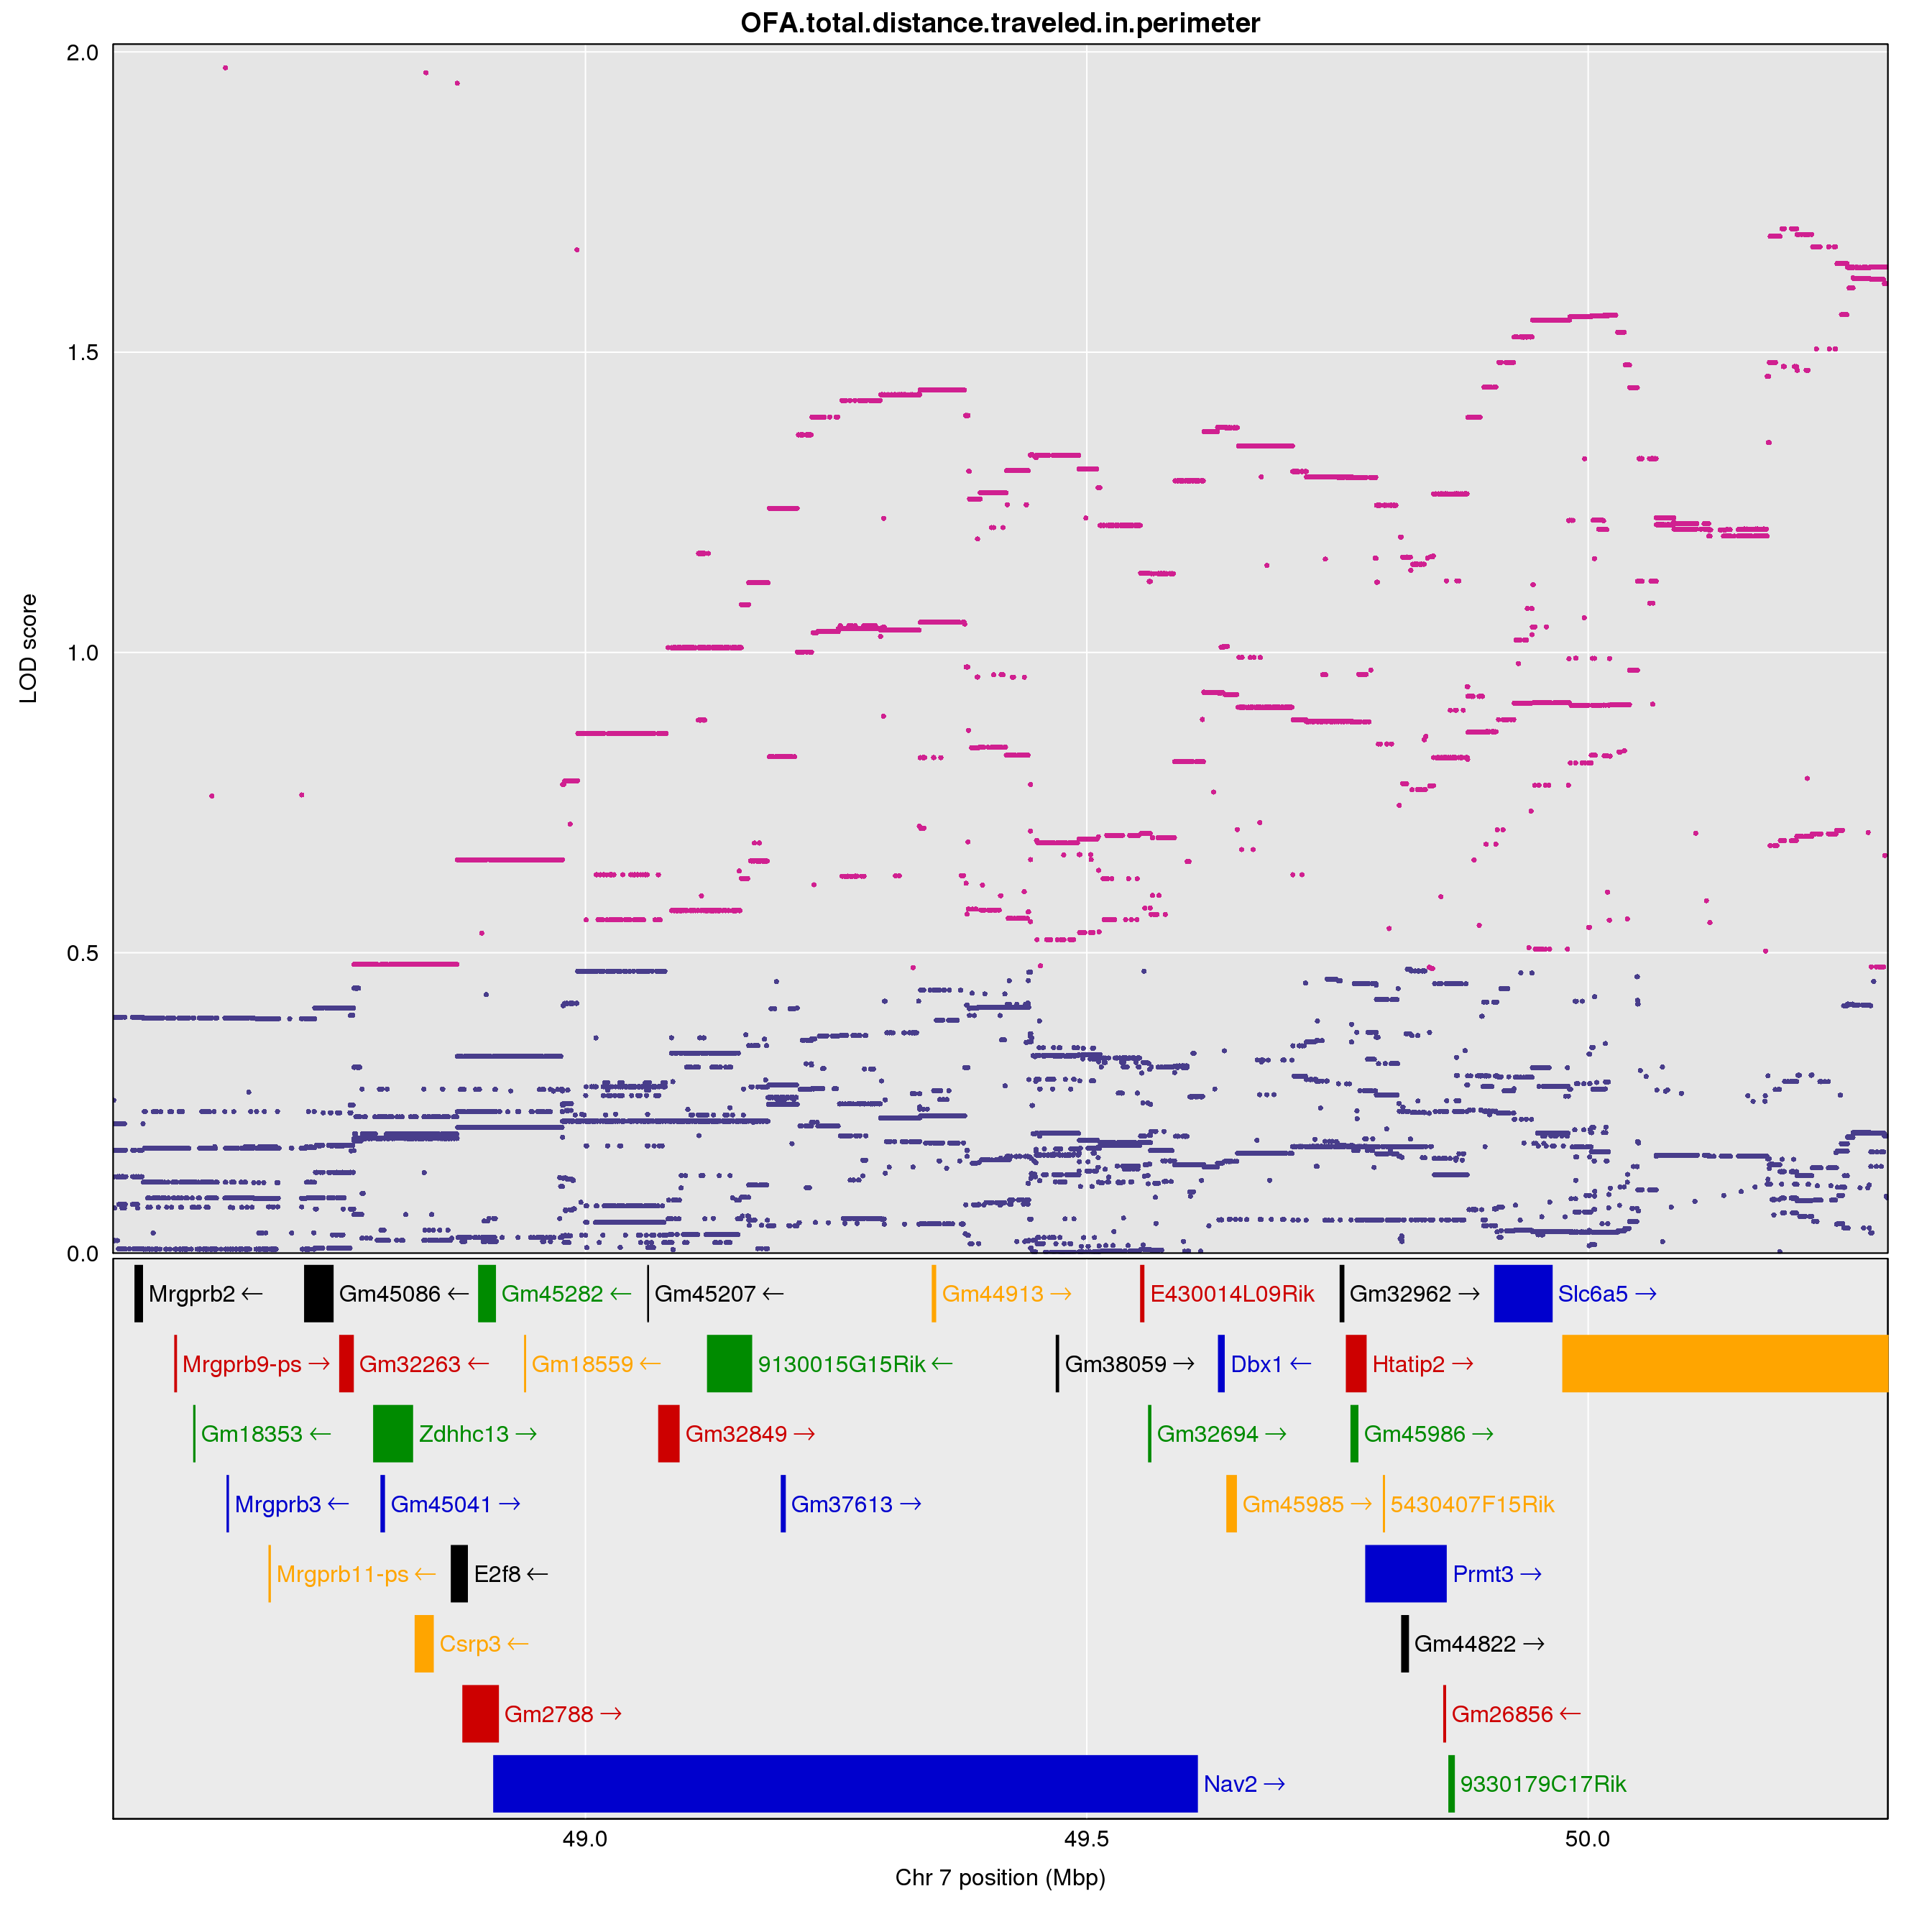 OFA.total.distance.traveled.in.perimeter
2.0
1.5
1.0
0.5
0.0
LOD score
Mrgprb2 ← Gm45086 ← Gm45282 ← Gm45207 ← Gm44913 → E430014L09Rik Gm32962 → Slc6a5 →
Mrgprb9-ps → Gm32263 ← Gm18559 ← 9130015G15Rik ← Gm38059 → Dbx1 ← Htatip2 →
Gm18353 ← Zdhhc13 → Gm32849 → Gm32694 → Gm45986 →
Mrgprb3 ← Gm45041 → Gm37613 → Gm45985 → 5430407F15Rik
Mrgprb11-ps ← E2f8 ← Prmt3 →
Csrp3 ← Gm44822 →
Gm2788 → Gm26856 ←
Nav2 → 9330179C17Rik
49.0 49.5 50.0
Chr 7 position (Mbp)